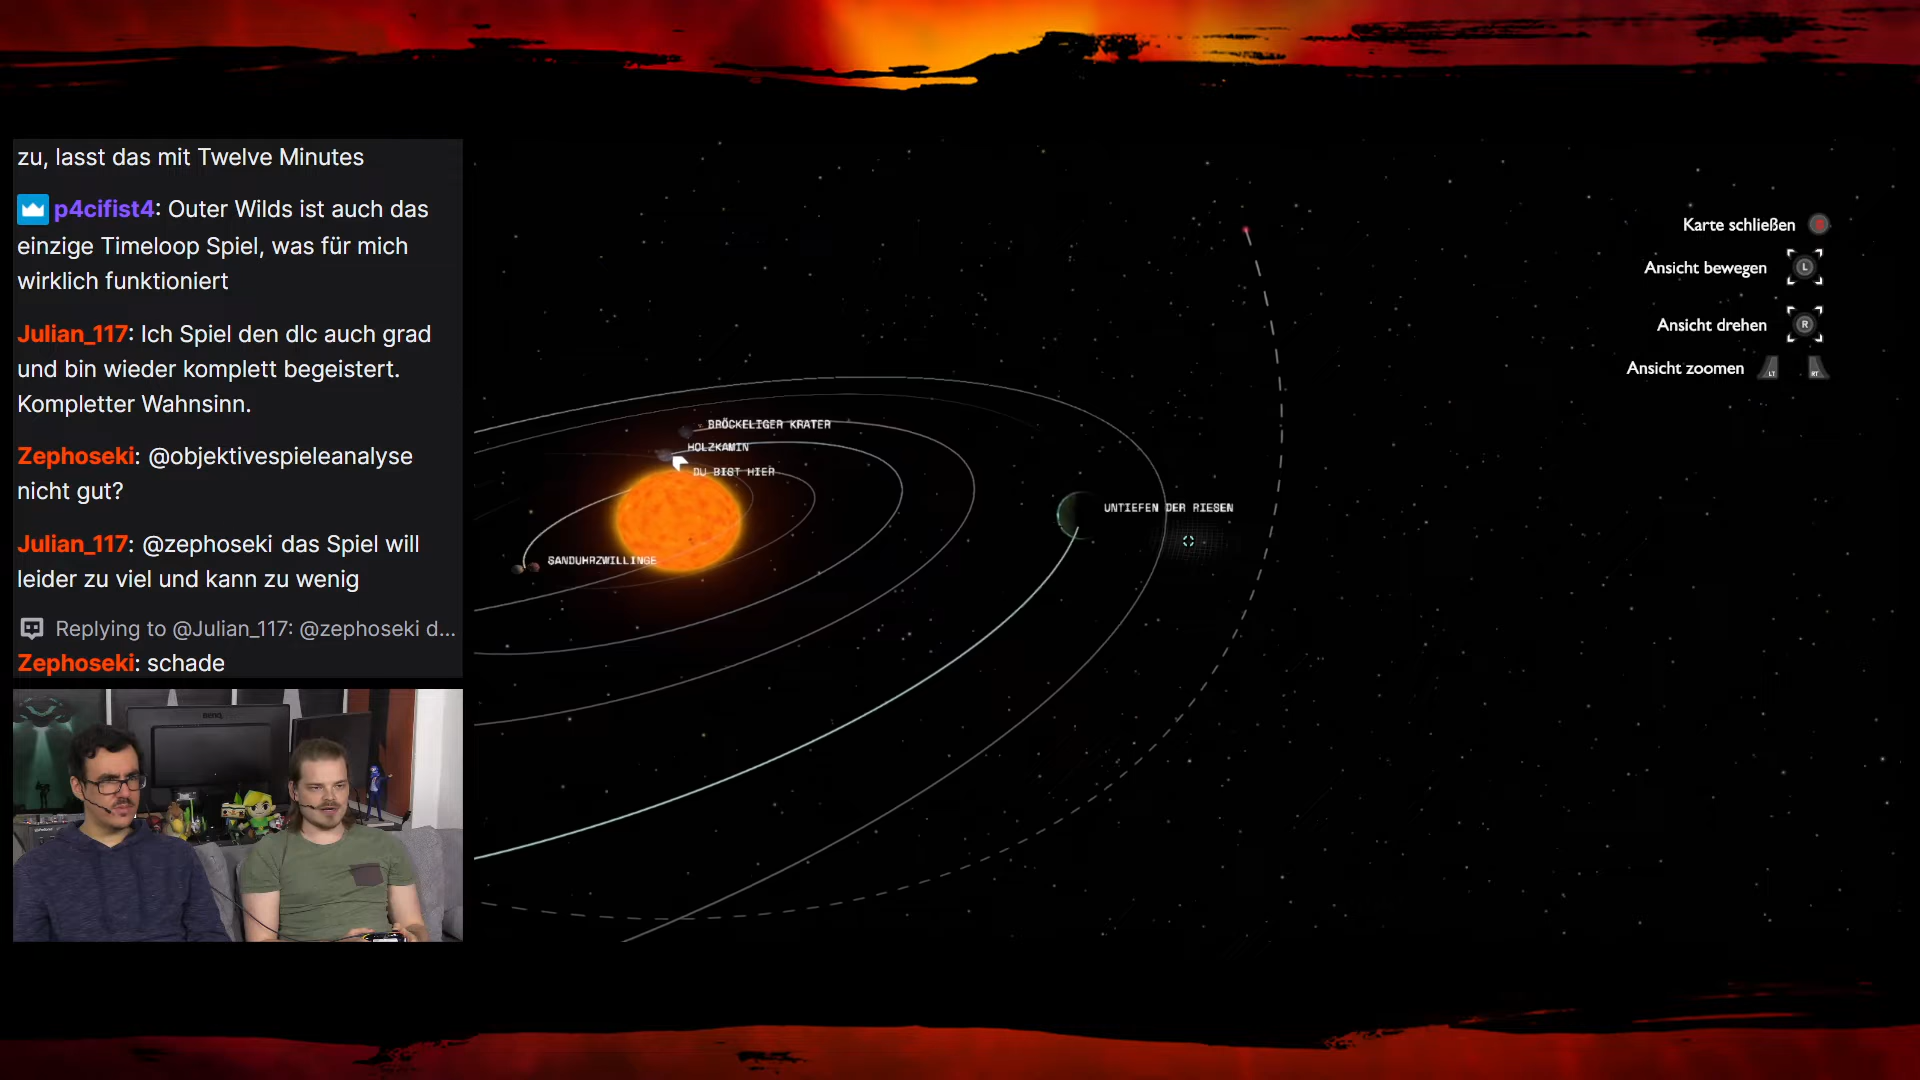 zu, lasst das mit Twelve Minutes
p4cifist4: Outer Wilds ist auch das
einzige Timeloop Spiel, was für mich
wirklich funktioniert
Julian_117: Ich Spiel den dlc auch grad
und bin wieder komplett begeistert.
Kompletter Wahnsinn.
Zephoseki: @objektivespieleanalyse
nicht gut?
Julian_117: @zephoseki das Spiel will
leider zu viel und kann zu wenig
Replying to @Julian_117: @zephoseki d...
Zephoseki: schade
BRÖCKELIGER KRATER
HOLZKAMIN
DU BIST HIER
SANDUHRZWILLINGE
UNTIEFEN DER RIESEN
Karte schließen
Ansicht bewegen L
Ansicht drehen R
Ansicht zoomen LT RT
BenQ